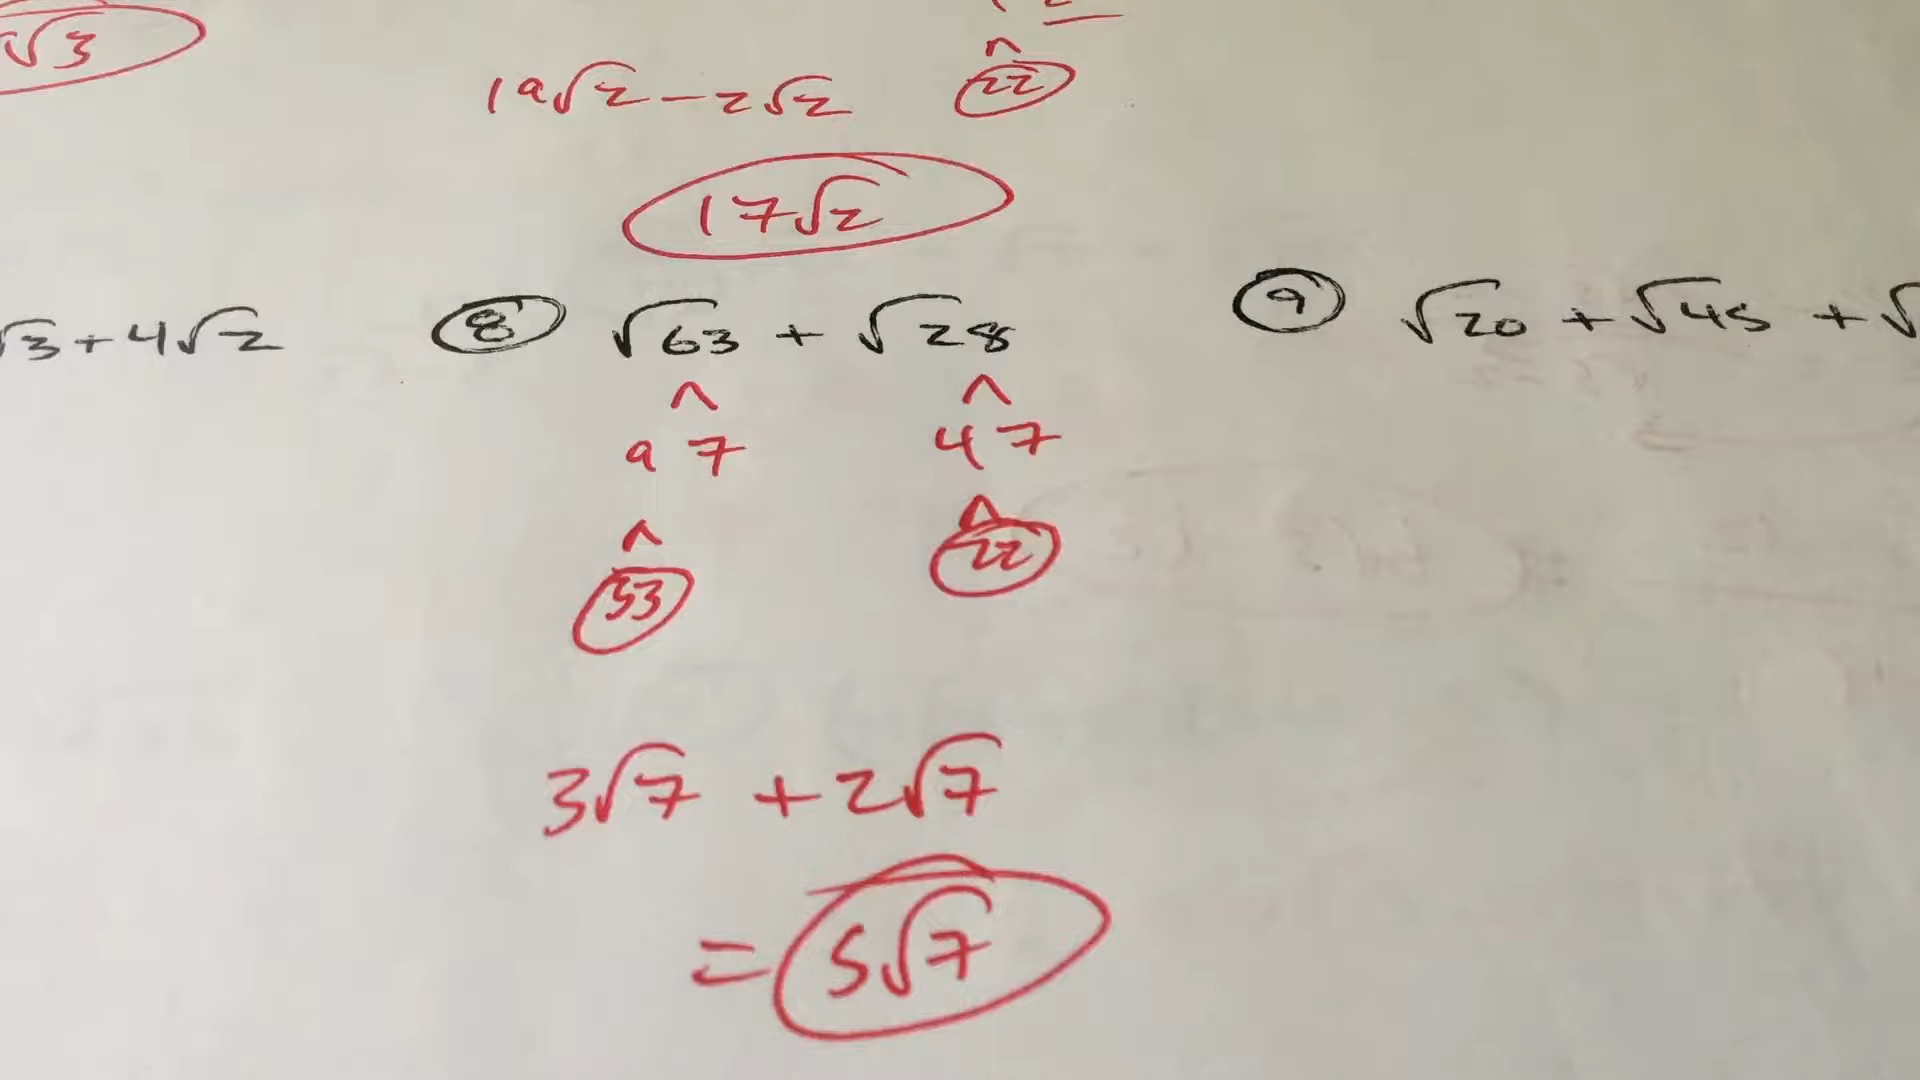 √3
19√2 - 2√2 22
17√2
√3 + 4√2
8 √63 + √28
9 7 4 7
33 22
3√7 + 2√7
= 5√7
9 √20 + √45 + √